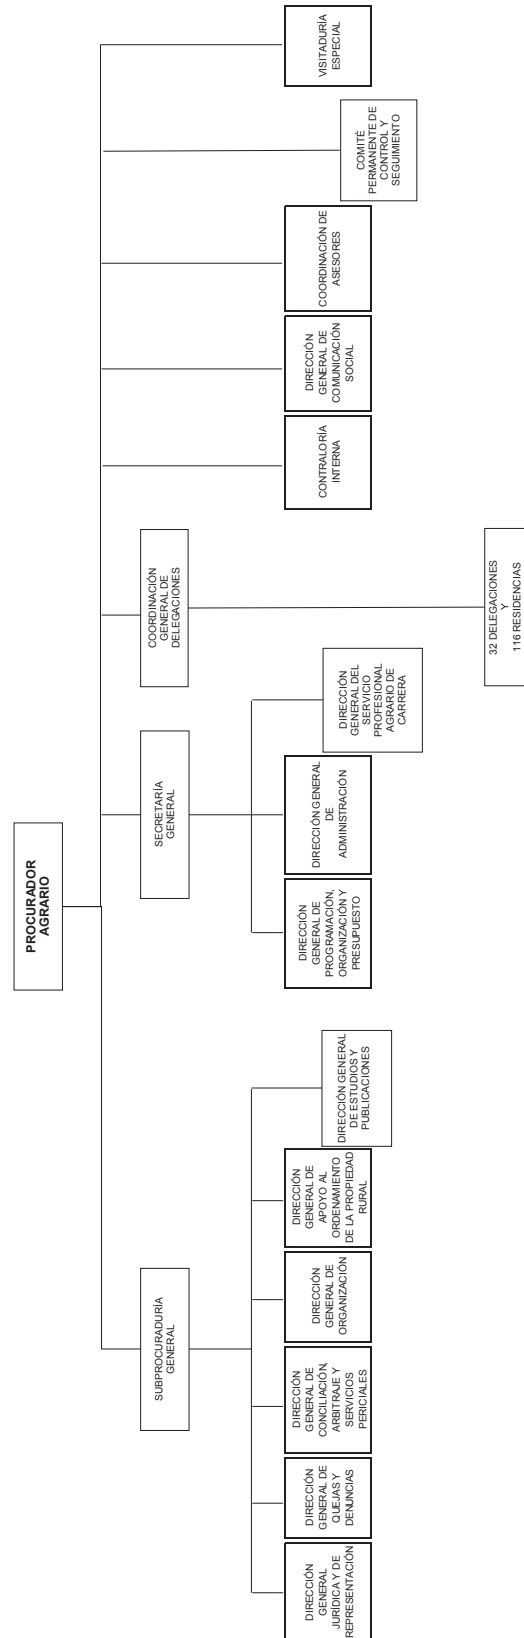 PROCURADOR
AGRARIO
SUBPROCURADURÍA
GENERAL
SECRETARÍA
GENERAL
COORDINACIÓN
GENERAL DE
DELEGACIONES
DIRECCIÓN
GENERAL
JURÍDICA Y DE
REPRESENTACIÓN
DIRECCIÓN
GENERAL DE
QUEJAS Y
DENUNCIAS
DIRECCIÓN
GENERAL DE
CONCILIACIÓN,
ARBITRAJE Y
SERVICIOS
PERICIALES
DIRECCIÓN
GENERAL DE
ORGANIZACIÓN
DIRECCIÓN
GENERAL DE
APOYO AL
ORDENAMIENTO
DE LA PROPIEDAD
RURAL
DIRECCIÓN GENERAL
DE ESTUDIOS Y
PUBLICACIONES
DIRECCIÓN
GENERAL DE
PROGRAMACIÓN,
ORGANIZACIÓN Y
PRESUPUESTO
DIRECCIÓN GENERAL
DE
ADMINISTRACIÓN
DIRECCIÓN
GENERAL DEL
SERVICIO
PROFESIONAL
AGRARIO DE
CARRERA
CONTRALORÍA
INTERNA
DIRECCIÓN
GENERAL DE
COMUNICACIÓN
SOCIAL
COORDINACIÓN DE
ASESORES
COMITÉ
PERMANENTE DE
CONTROL Y
SEGUIMIENTO
VISITADURÍA
ESPECIAL
32 DELEGACIONES
Y
116 RESIDENCIAS